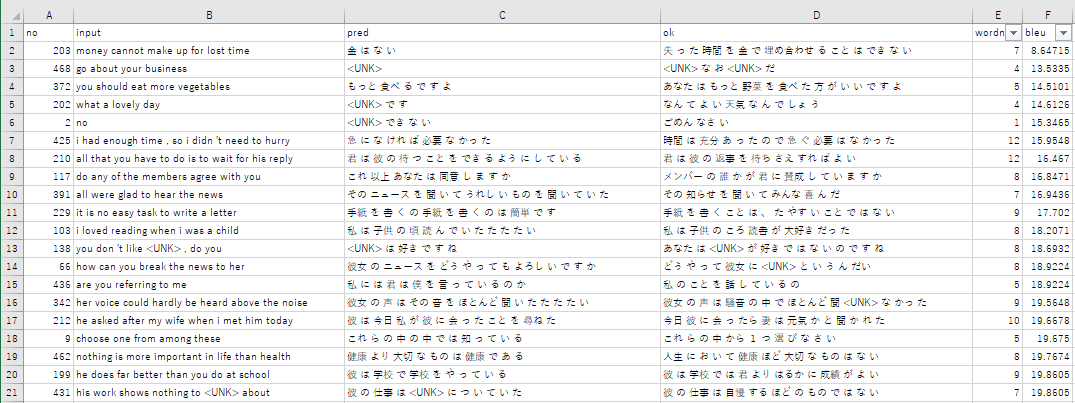 A B C D E F
1 no input pred ok wordn bleu
2 203 money cannot make up for lost time 金 は な い 失 っ た 時間 を 金 で 埋め合わせ る こ と は で き な い 7 8.64715
3 468 go about your business <UNK> <UNK> な お <UNK> だ 4 13.5335
4 372 you should eat more vegetables も っ と 食べ る で す よ あなた は も っ と 野菜 を 食べ た 方 が い い で す よ 5 14.5101
5 202 what a lovely day <UNK> で す な ん て よ い 天気 な ん で し ょ う 4 14.6126
6 2 no <UNK> で き な い ご め ん な さ い 1 15.3465
7 425 i had enough time , so i didn 't need to hurry 急 に な け れ ば 必要 な か っ た 時間 は 充分 あ っ た の で 急 ぐ 必要 は な か っ た 12 15.9548
8 210 all that you have to do is to wait for his reply 君 は 彼 の 待 つ こ と を で き る よ う に し て い る 君 は 彼 の 返事 を 待 ち さ え す れ ば よ い 12 16.467
9 117 do any of the members agree with you こ れ 以 上 あなた は 同意 し ま す か メンバー の 誰 か が 君 に 賛成 し て い ま す か 8 16.8471
10 391 all were glad to hear the news そ の ニュース を 聞 い て う れ し い も の を 聞 い て い た そ の 知 ら せ を 聞 い て み ん な 喜 ん だ 7 16.9436
11 229 it is no easy task to write a letter 手紙 を 書 く の 手紙 を 書 く の は 簡単 で す 手紙 を 書 く こ と は 、 た や す い こ と で は な い 9 17.702
12 103 i loved reading when i was a child 私 は 子供 の 頃 読 ん で い た た た た い 私 は 子供 の こ ろ 読書 が 大好き だ っ た 8 18.2071
13 138 you don 't like <UNK> , do you <UNK> は 好き で す ね あなた は <UNK> が 好き で は な い の で す ね 8 18.6932
14 66 how can you break the news to her 彼女 の ニュース を ど う や っ て も よ ろ し い で す か ど う や っ て 彼女 に <UNK> と い う ん だ い 8 18.9224
15 436 are you referring to me 私 に は 君 は 僕 を 言 っ て い る の か 私 の こ と を 話 し て い る の 5 18.9224
16 342 her voice could hardly be heard above the noise 彼女 の 声 は そ の 音 を ほ と ん ど 聞 い た た た た い 彼女 の 声 は 騒音 の 中 で ほ と ん ど 聞 <UNK> な か っ た 9 19.5648
17 212 he asked after my wife when i met him today 彼 は 今日 私 が 彼 に 会 っ た こ と を 尋ね た 今日 彼 に 会 っ た ら 妻 は 元気 か と 聞 か れ た 10 19.6678
18 9 choose one from among these こ れ ら の 中 の 中 で は 知 っ て い る こ れ ら の 中 か ら 1 つ 選 び な さ い 5 19.675
19 462 nothing is more important in life than health 健康 よ り 大切 な も の は 健康 で あ る 人生 に お い て 健康 ほ ど 大切 な も の は な い 8 19.7674
20 199 he does far better than you do at school 彼 は 学校 で 学校 を や っ て い る 彼 は 学校 で は 君 よ り は る か に 成績 が よ い 9 19.8605
21 431 his work shows nothing to <UNK> about 彼 の 仕事 は <UNK> に つ い て い た 彼 の 仕事 は 自慢 す る ほ ど の も の で は な い 7 19.8605